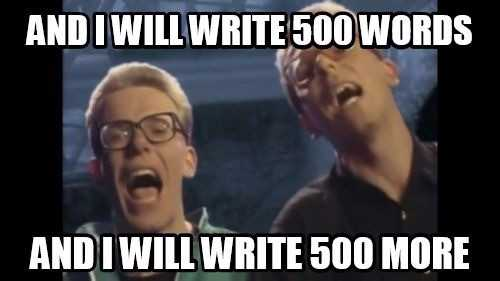 AND I WILL WRITE 500 WORDS
AND I WILL WRITE 500 MORE